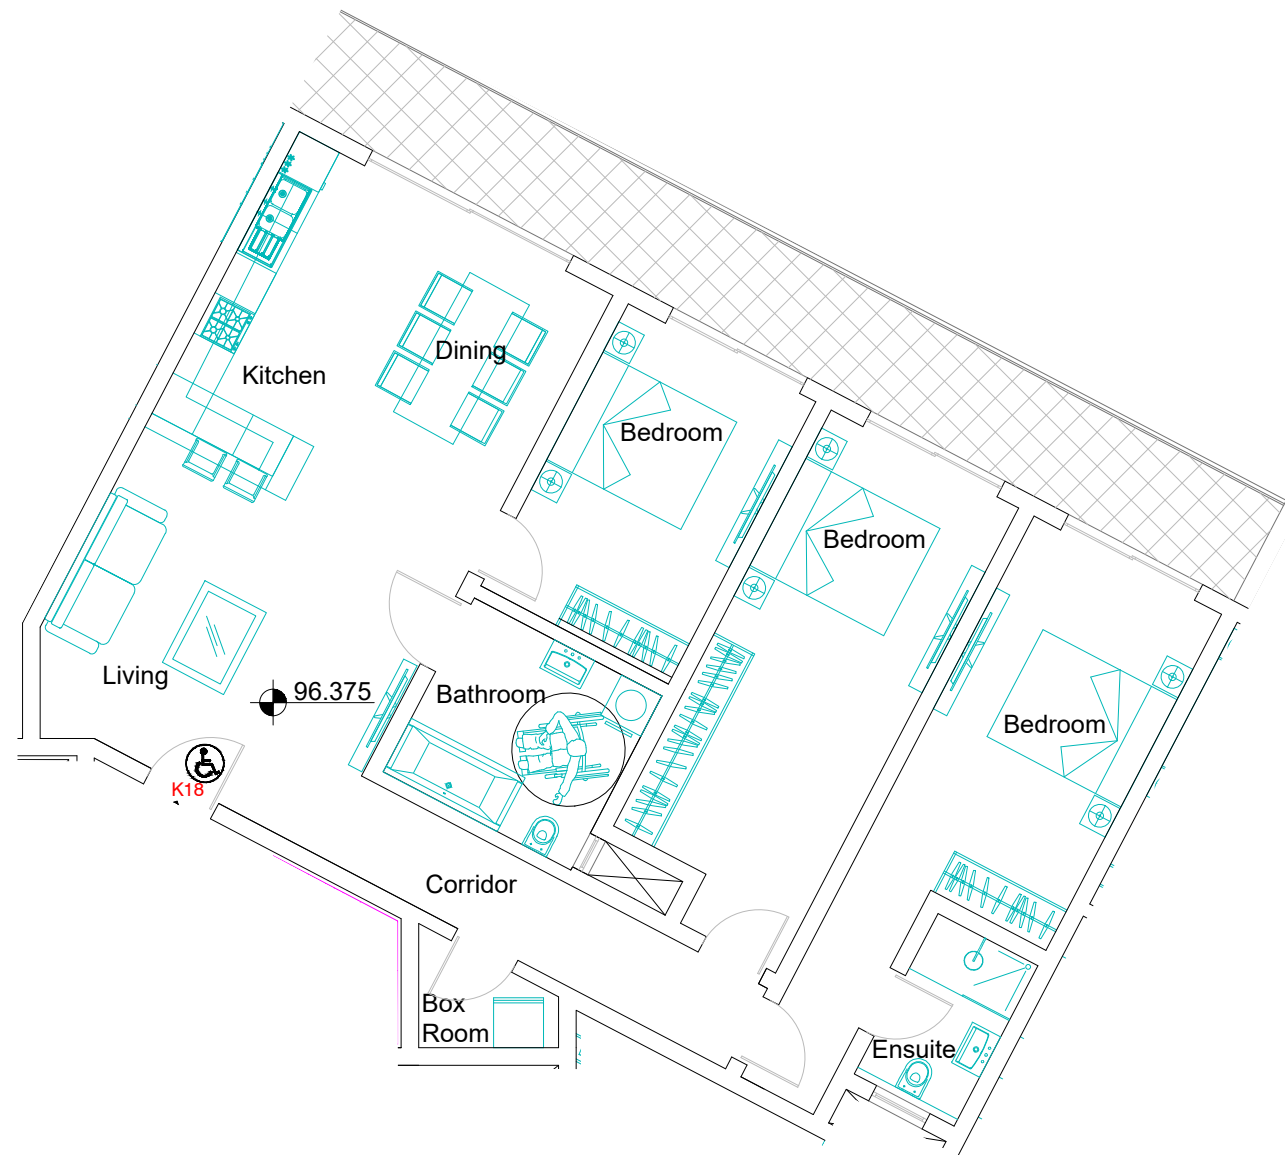 Dining
Kitchen
Bedroom
Bedroom
Living
96.375
Bathroom
Bedroom
K18
Corridor
Box
Room
Ensuite